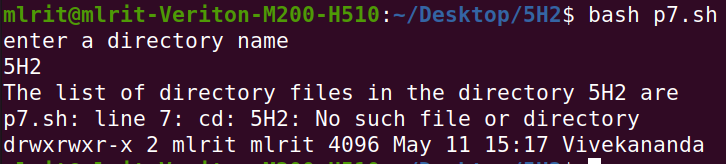 mlrit@mlrit-Veriton-M200-H510:~/Desktop/5H2$ bash p7.sh
enter a directory name
5H2
The list of directory files in the directory 5H2 are
p7.sh: line 7: cd: 5H2: No such file or directory
drwxrwxr-x 2 mlrit mlrit 4096 May 11 15:17 Vivekananda